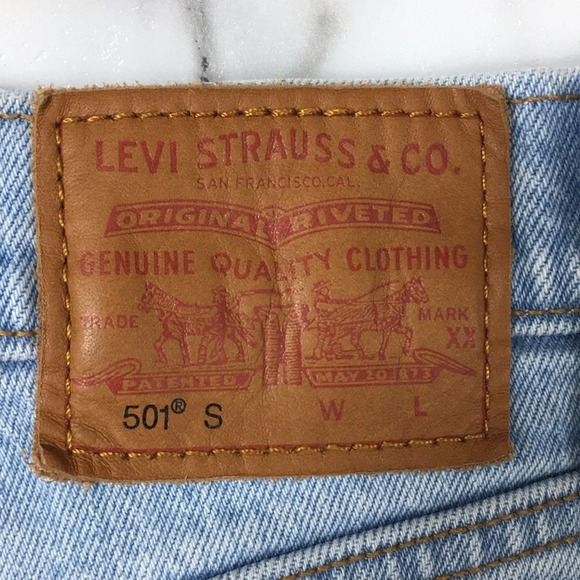 LEVI STRAUSS & CO.
SAN FRANCISCO, CAL.
ORIGINAL RIVETED
GENUINE QUALITY CLOTHING
TRADE MARK
XX
PATENTED MAY 20 1873
501® S W L